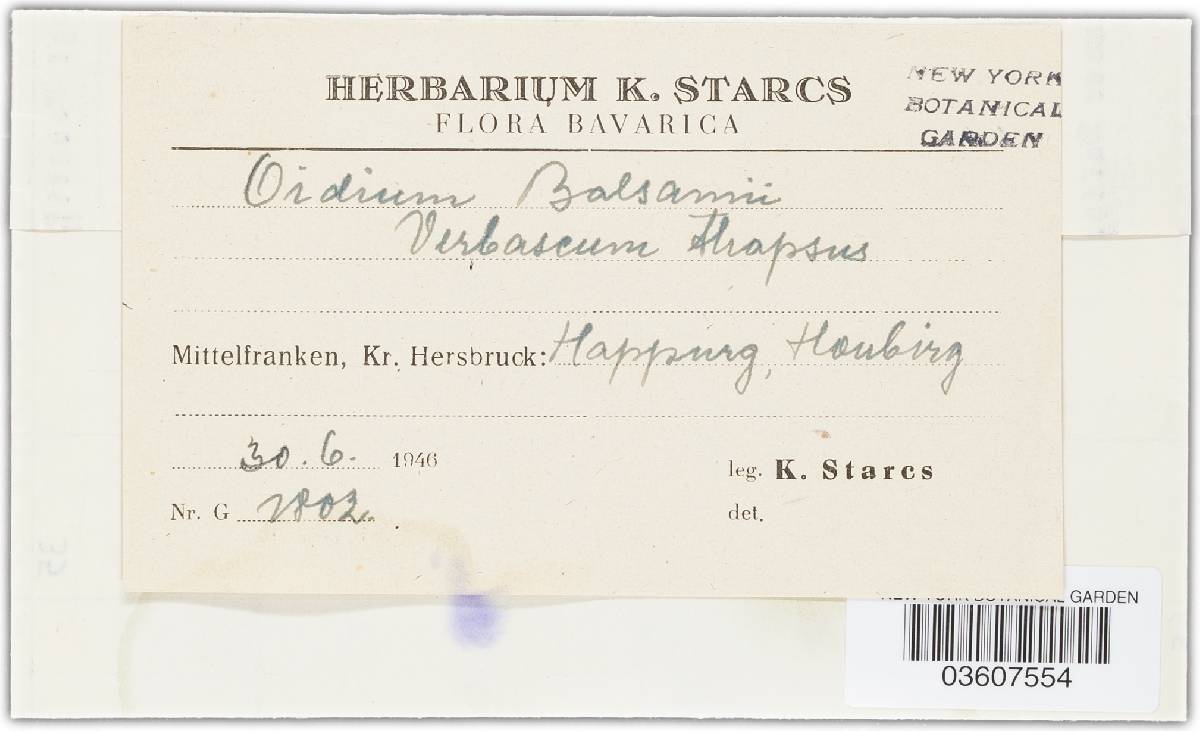 HERBARIUM K. STARCS
FLORA BAVARICA
NEW YORK
BOTANICAL
GARDEN
Oidium Balsamii
Verbascum thapsus
Mittelfranken, Kr. Hersbruck: Happurg, Houbirg
30. 6. 1946
leg. K. Starcs
Nr. G 1802.
det.
NEW YORK BOTANICAL GARDEN
03607554